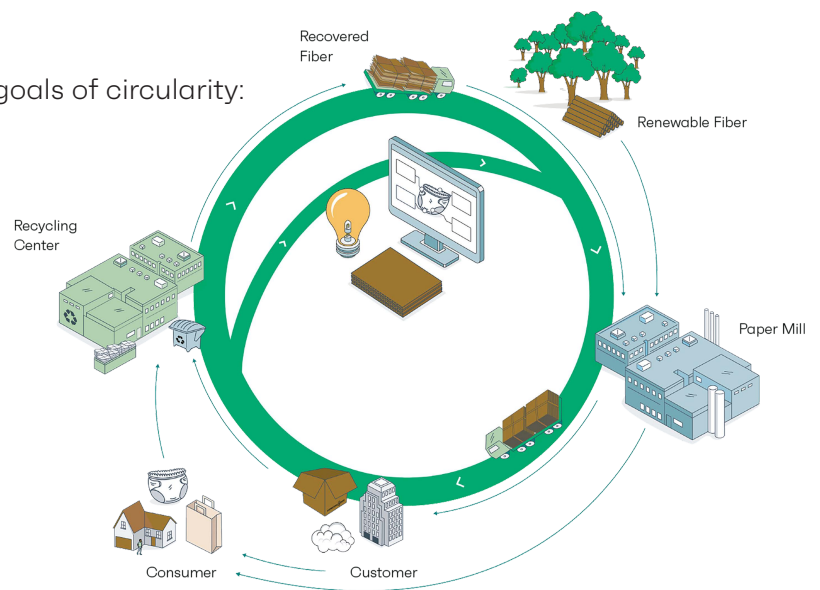 goals of circularity:
Recovered
Fiber
Renewable Fiber
Recycling
Center
Paper Mill
Consumer
Customer